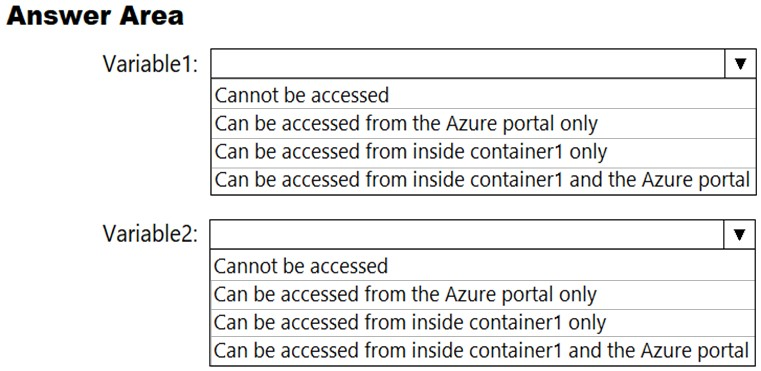 Answer Area
Variable1:
Cannot be accessed
Can be accessed from the Azure portal only
Can be accessed from inside container1 only
Can be accessed from inside container1 and the Azure portal
Variable2:
Cannot be accessed
Can be accessed from the Azure portal only
Can be accessed from inside container1 only
Can be accessed from inside container1 and the Azure portal